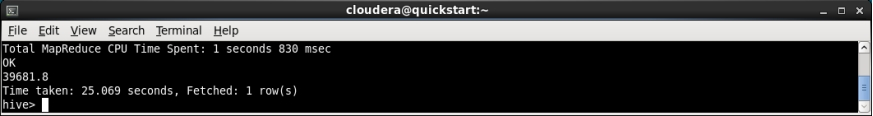 cloudera@quickstart:~
File Edit View Search Terminal Help
Total MapReduce CPU Time Spent: 1 seconds 830 msec
OK
39681.8
Time taken: 25.069 seconds, Fetched: 1 row(s)
hive>